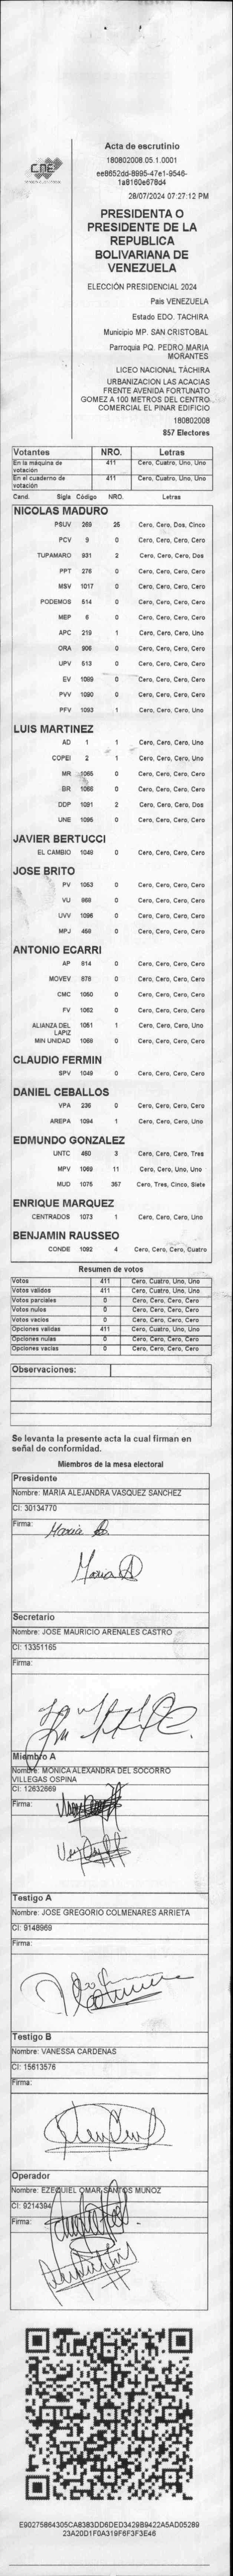 CNE
Acta de escrutinio
180802008.05.1.0001
ee8652dd-8995-47e1-9546-
1a8160e678d4
28/07/2024 07:27:12 PM
PRESIDENTA O
PRESIDENTE DE LA
REPUBLICA
BOLIVARIANA DE
VENEZUELA
ELECCIÓN PRESIDENCIAL 2024
Pais VENEZUELA
Estado EDO. TACHIRA
Municipio MP. SAN CRISTOBAL
Parroquia PQ. PEDRO MARIA
MORANTES
LICEO NACIONAL TÁCHIRA
URBANIZACION LAS ACACIAS
FRENTE AVENIDA FORTUNATO
GOMEZ A 100 METROS DEL CENTRO
COMERCIAL EL PINAR EDIFICIO
180802008
857 Electores
Votantes NRO. Letras
En la máquina de votación 411 Cero, Cuatro, Uno, Uno
En el cuaderno de votación 411 Cero, Cuatro, Uno, Uno
Cand. Sigla Código NRO. Letras
NICOLAS MADURO
PSUV 269 25 Cero, Cero, Dos, Cinco
PCV 9 0 Cero, Cero, Cero, Cero
TUPAMARO 931 2 Cero, Cero, Cero, Dos
PPT 276 0 Cero, Cero, Cero, Cero
MSV 1017 0 Cero, Cero, Cero, Cero
PODEMOS 514 0 Cero, Cero, Cero, Cero
MEP 6 0 Cero, Cero, Cero, Cero
APC 219 1 Cero, Cero, Cero, Uno
ORA 906 0 Cero, Cero, Cero, Cero
UPV 513 0 Cero, Cero, Cero, Cero
EV 1089 0 Cero, Cero, Cero, Cero
PVV 1090 0 Cero, Cero, Cero, Cero
PFV 1093 1 Cero, Cero, Cero, Uno
LUIS MARTINEZ
AD 1 1 Cero, Cero, Cero, Uno
COPEI 2 1 Cero, Cero, Cero, Uno
MR 1065 0 Cero, Cero, Cero, Cero
BR 1066 0 Cero, Cero, Cero, Cero
DDP 1091 2 Cero, Cero, Cero, Dos
UNE 1095 0 Cero, Cero, Cero, Cero
JAVIER BERTUCCI
EL CAMBIO 1048 0 Cero, Cero, Cero, Cero
JOSE BRITO
PV 1053 0 Cero, Cero, Cero, Cero
VU 968 0 Cero, Cero, Cero, Cero
UVV 1096 0 Cero, Cero, Cero, Cero
MPJ 458 0 Cero, Cero, Cero, Cero
ANTONIO ECARRI
AP 814 0 Cero, Cero, Cero, Cero
MOVEV 679 0 Cero, Cero, Cero, Cero
CMC 1050 0 Cero, Cero, Cero, Cero
FV 1062 0 Cero, Cero, Cero, Cero
ALIANZA DEL LAPIZ 1051 1 Cero, Cero, Cero, Uno
MIN UNIDAD 1068 0 Cero, Cero, Cero, Cero
CLAUDIO FERMIN
SPV 1049 0 Cero, Cero, Cero, Cero
DANIEL CEBALLOS
VPA 236 0 Cero, Cero, Cero, Cero
AREPA 1094 1 Cero, Cero, Cero, Uno
EDMUNDO GONZALEZ
UNTC 460 3 Cero, Cero, Cero, Tres
MPV 1069 11 Cero, Cero, Uno, Uno
MUD 1075 357 Cero, Tres, Cinco, Siete
ENRIQUE MARQUEZ
CENTRADOS 1073 1 Cero, Cero, Cero, Uno
BENJAMIN RAUSSEO
CONDE 1092 4 Cero, Cero, Cero, Cuatro
Resumen de votos
Votos 411 Cero, Cuatro, Uno, Uno
Votos validos 411 Cero, Cuatro, Uno, Uno
Votos parciales 0 Cero, Cero, Cero, Cero
Votos nulos 0 Cero, Cero, Cero, Cero
Votos vacios 0 Cero, Cero, Cero, Cero
Opciones validas 411 Cero, Cuatro, Uno, Uno
Opciones nulas 0 Cero, Cero, Cero, Cero
Opciones vacias 0 Cero, Cero, Cero, Cero
Observaciones:
Se levanta la presente acta la cual firman en
señal de conformidad.
Miembros de la mesa electoral
Presidente
Nombre: MARIA ALEJANDRA VASQUEZ SANCHEZ
CI: 30134770
Firma: Maria A.
Maria A
Secretario
Nombre: JOSE MAURICIO ARENALES CASTRO
CI: 13351165
Firma:
Miembro A
Nombre: MONICA ALEXANDRA DEL SOCORRO
VILLEGAS OSPINA
CI: 12632669
Firma:
Testigo A
Nombre: JOSE GREGORIO COLMENARES ARRIETA
CI: 9148969
Firma:
Testigo B
Nombre: VANESSA CARDENAS
CI: 15613576
Firma:
Operador
Nombre: EZEQUIEL OMAR SANTOS MUÑOZ
CI: 9214394
Firma:
E90275864305CA8383DD6DED3429B9422A5AD05289
23A20D1F0A319F6F3F3E46